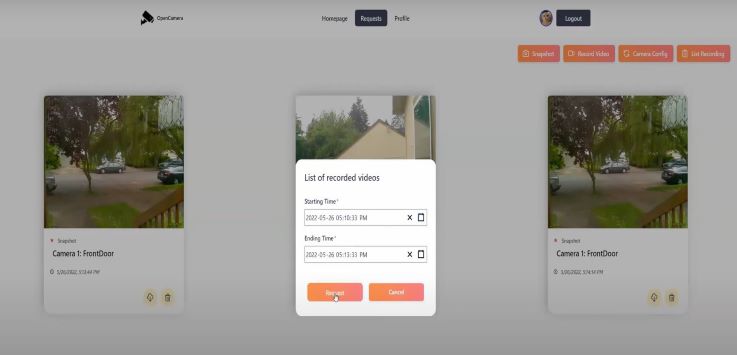 OpenCamera
Homepage
Requests
Profile
Logout
Snapshot
Record Video
Camera Config
List Recording
Snapshot
Camera 1: FrontDoor
5/26/2022, 5:13:44 PM
List of recorded videos
Starting Time*
2022-05-26 05:10:33 PM
Ending Time*
2022-05-26 05:13:33 PM
Request
Cancel
Snapshot
Camera 1: FrontDoor
5/26/2022, 5:14:14 PM